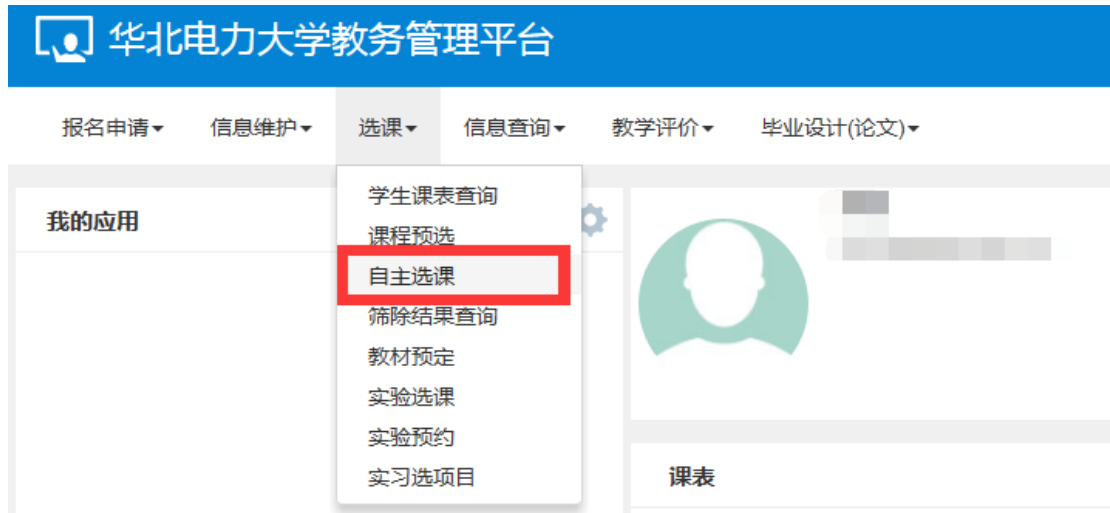 华北电力大学教务管理平台
报名申请 信息维护 选课 信息查询 教学评价 毕业设计(论文)
我的应用
学生课表查询
课程预选
自主选课
筛除结果查询
教材预定
实验选课
实验预约
实习选项目
课表